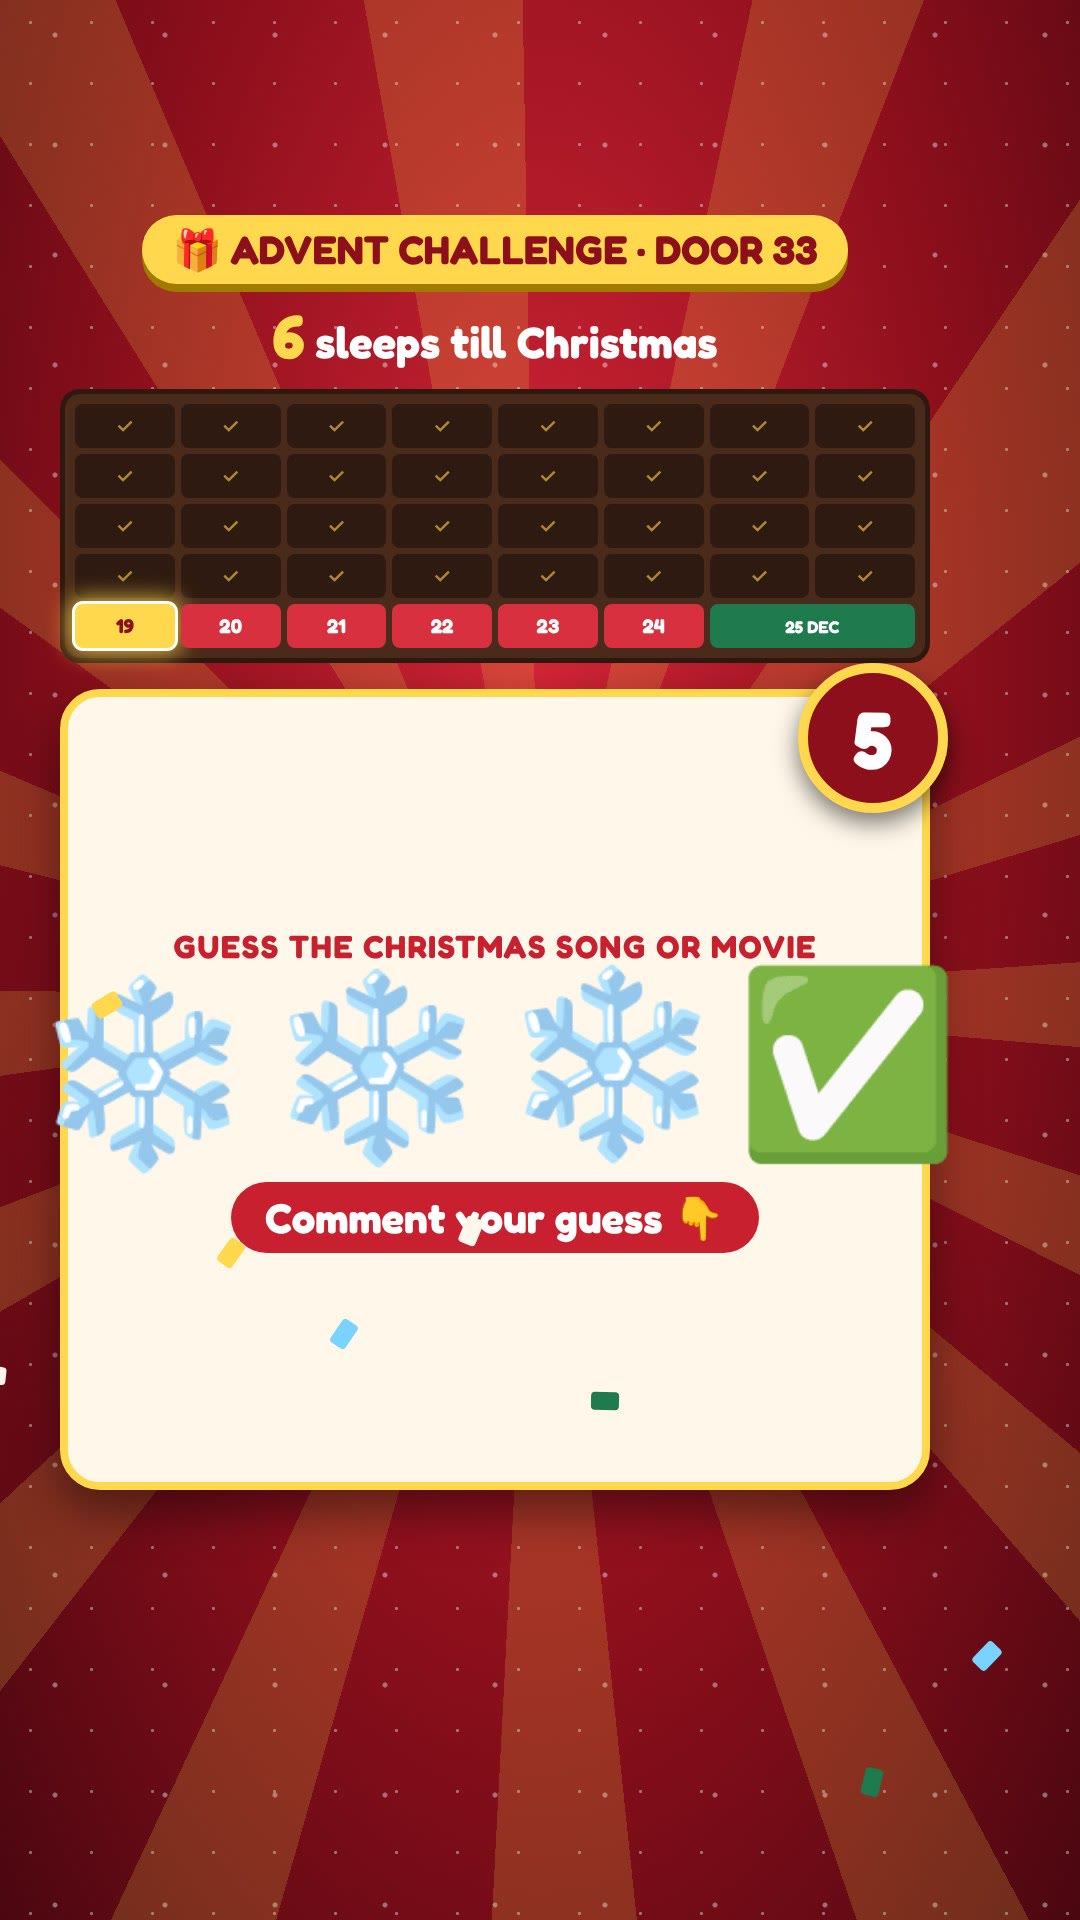 🎁 ADVENT CHALLENGE · DOOR 33
6 sleeps till Christmas
19 20 21 22 23 24 25 DEC
5
GUESS THE CHRISTMAS SONG OR MOVIE
Comment your guess 👇